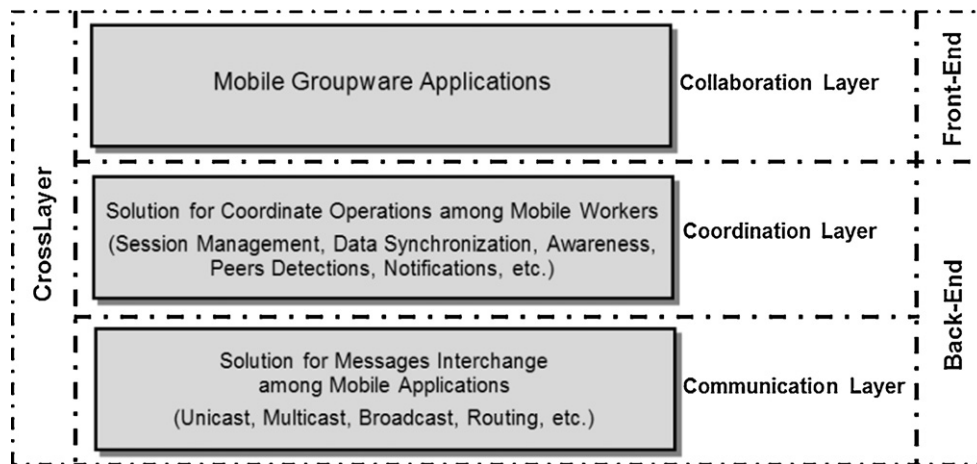 CrossLayer
Mobile Groupware Applications
Collaboration Layer
Front-End
Solution for Coordinate Operations among Mobile Workers
(Session Management, Data Synchronization, Awareness,
Peers Detections, Notifications, etc.)
Coordination Layer
Back-End
Solution for Messages Interchange
among Mobile Applications
(Unicast, Multicast, Broadcast, Routing, etc.)
Communication Layer